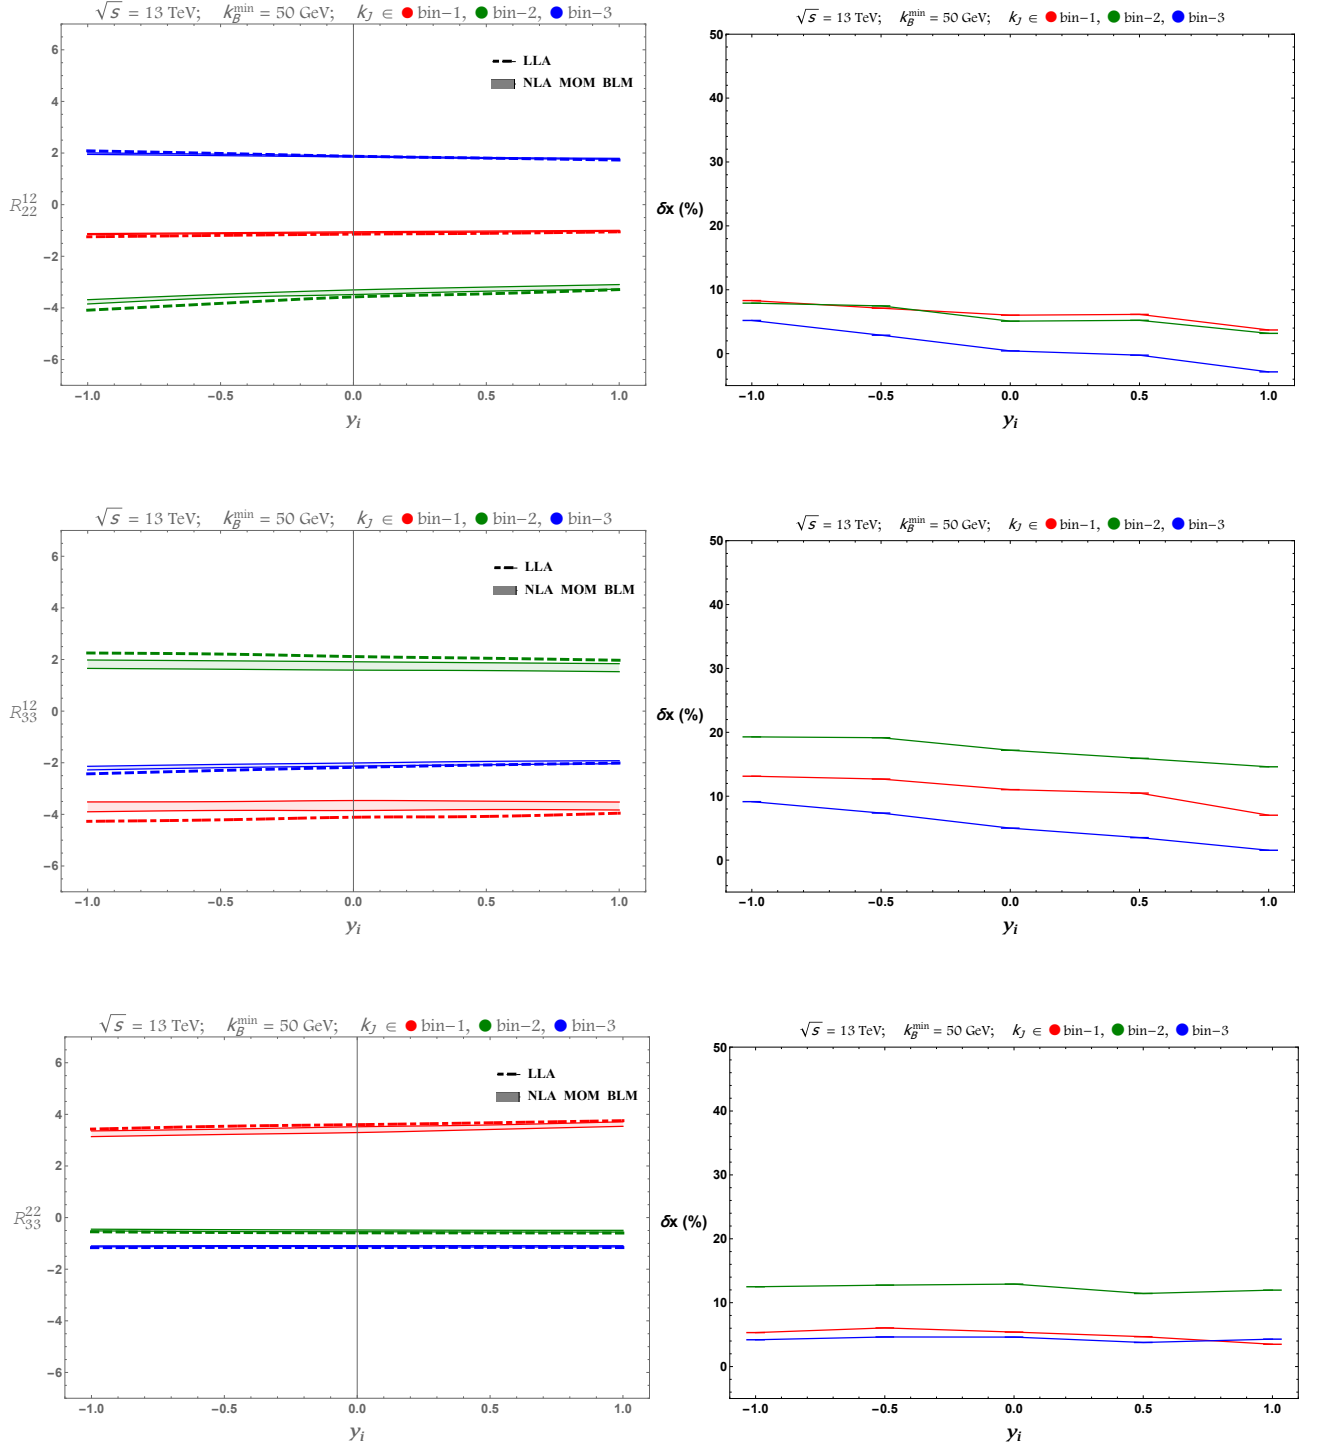 √s = 13 TeV; k_B^min = 50 GeV; k_J ∈ ● bin−1, ● bin−2, ● bin−3
LLA
NLA MOM BLM
R_22^12
6
4
2
0
−2
−4
−6
−1.0 −0.5 0.0 0.5 1.0
y_i
√s = 13 TeV; k_B^min = 50 GeV; k_J ∈ ● bin−1, ● bin−2, ● bin−3
δx (%)
50
40
30
20
10
0
−1.0 −0.5 0.0 0.5 1.0
y_i
√s = 13 TeV; k_B^min = 50 GeV; k_J ∈ ● bin−1, ● bin−2, ● bin−3
LLA
NLA MOM BLM
R_33^12
6
4
2
0
−2
−4
−6
−1.0 −0.5 0.0 0.5 1.0
y_i
√s = 13 TeV; k_B^min = 50 GeV; k_J ∈ ● bin−1, ● bin−2, ● bin−3
δx (%)
50
40
30
20
10
0
−1.0 −0.5 0.0 0.5 1.0
y_i
√s = 13 TeV; k_B^min = 50 GeV; k_J ∈ ● bin−1, ● bin−2, ● bin−3
LLA
NLA MOM BLM
R_33^22
6
4
2
0
−2
−4
−6
−1.0 −0.5 0.0 0.5 1.0
y_i
√s = 13 TeV; k_B^min = 50 GeV; k_J ∈ ● bin−1, ● bin−2, ● bin−3
δx (%)
50
40
30
20
10
0
−1.0 −0.5 0.0 0.5 1.0
y_i